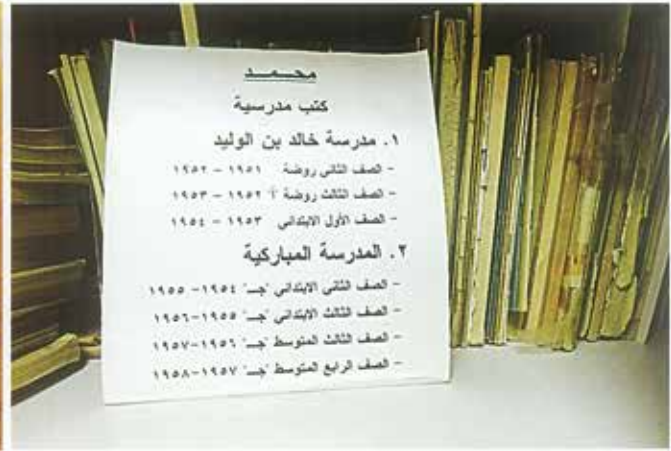 محـــمـــد
كتب مدرسية
١. مدرسة خالد بن الوليد
- الصف الثاني روضة ١٩٥١ - ١٩٥٢
- الصف الثالث روضة "أ" ١٩٥٢ - ١٩٥٣
- الصف الأول الابتدائي ١٩٥٣ - ١٩٥٤
٢. المدرسة المباركية
- الصف الثاني الابتدائي "جـ" ١٩٥٤- ١٩٥٥
- الصف الثالث الابتدائي "جـ" ١٩٥٥-١٩٥٦
- الصف الثالث المتوسط "جـ" ١٩٥٦-١٩٥٧
- الصف الرابع المتوسط "جـ" ١٩٥٧-١٩٥٨